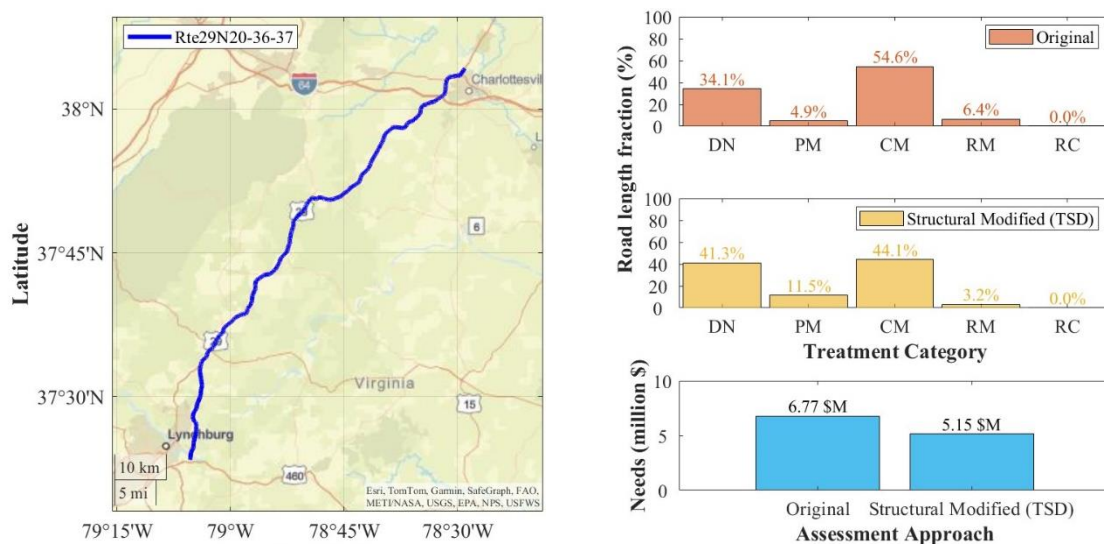 Rte29N20-36-37
64
Charlottesvil
L
29
6
29
Virginia
15
Lynchburg
460
10 km
5 mi
Esri, TomTom, Garmin, SafeGraph, FAO,
METI/NASA, USGS, EPA, NPS, USFWS
Latitude
38°N
37°45'N
37°30'N
79°15'W
79°W
78°45'W
78°30'W
Road length fraction (%)
100
80
60
40
20
0
Original
34.1%
4.9%
54.6%
6.4%
0.0%
DN
PM
CM
RM
RC
100
80
60
40
20
0
Structural Modified (TSD)
41.3%
11.5%
44.1%
3.2%
0.0%
DN
PM
CM
RM
RC
Treatment Category
Needs (million $)
10
5
0
6.77 $M
5.15 $M
Original
Structural Modified (TSD)
Assessment Approach